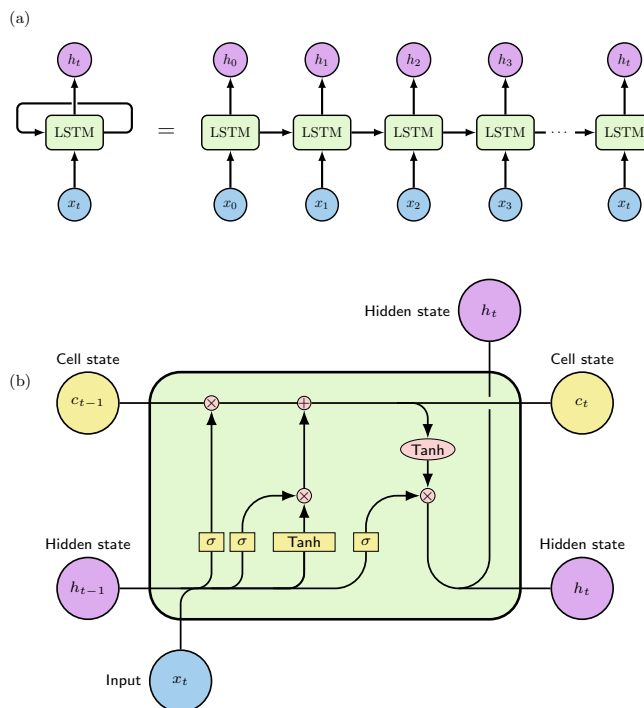 (a)
h_t h_0 h_1 h_2 h_3 h_t
LSTM = LSTM LSTM LSTM LSTM ... LSTM
x_t x_0 x_1 x_2 x_3 x_t
Hidden state h_t
Cell state Cell state
(b)
c_{t−1} × + c_t
Tanh
× ×
σ σ Tanh σ
Hidden state Hidden state
h_{t−1} h_t
Input x_t